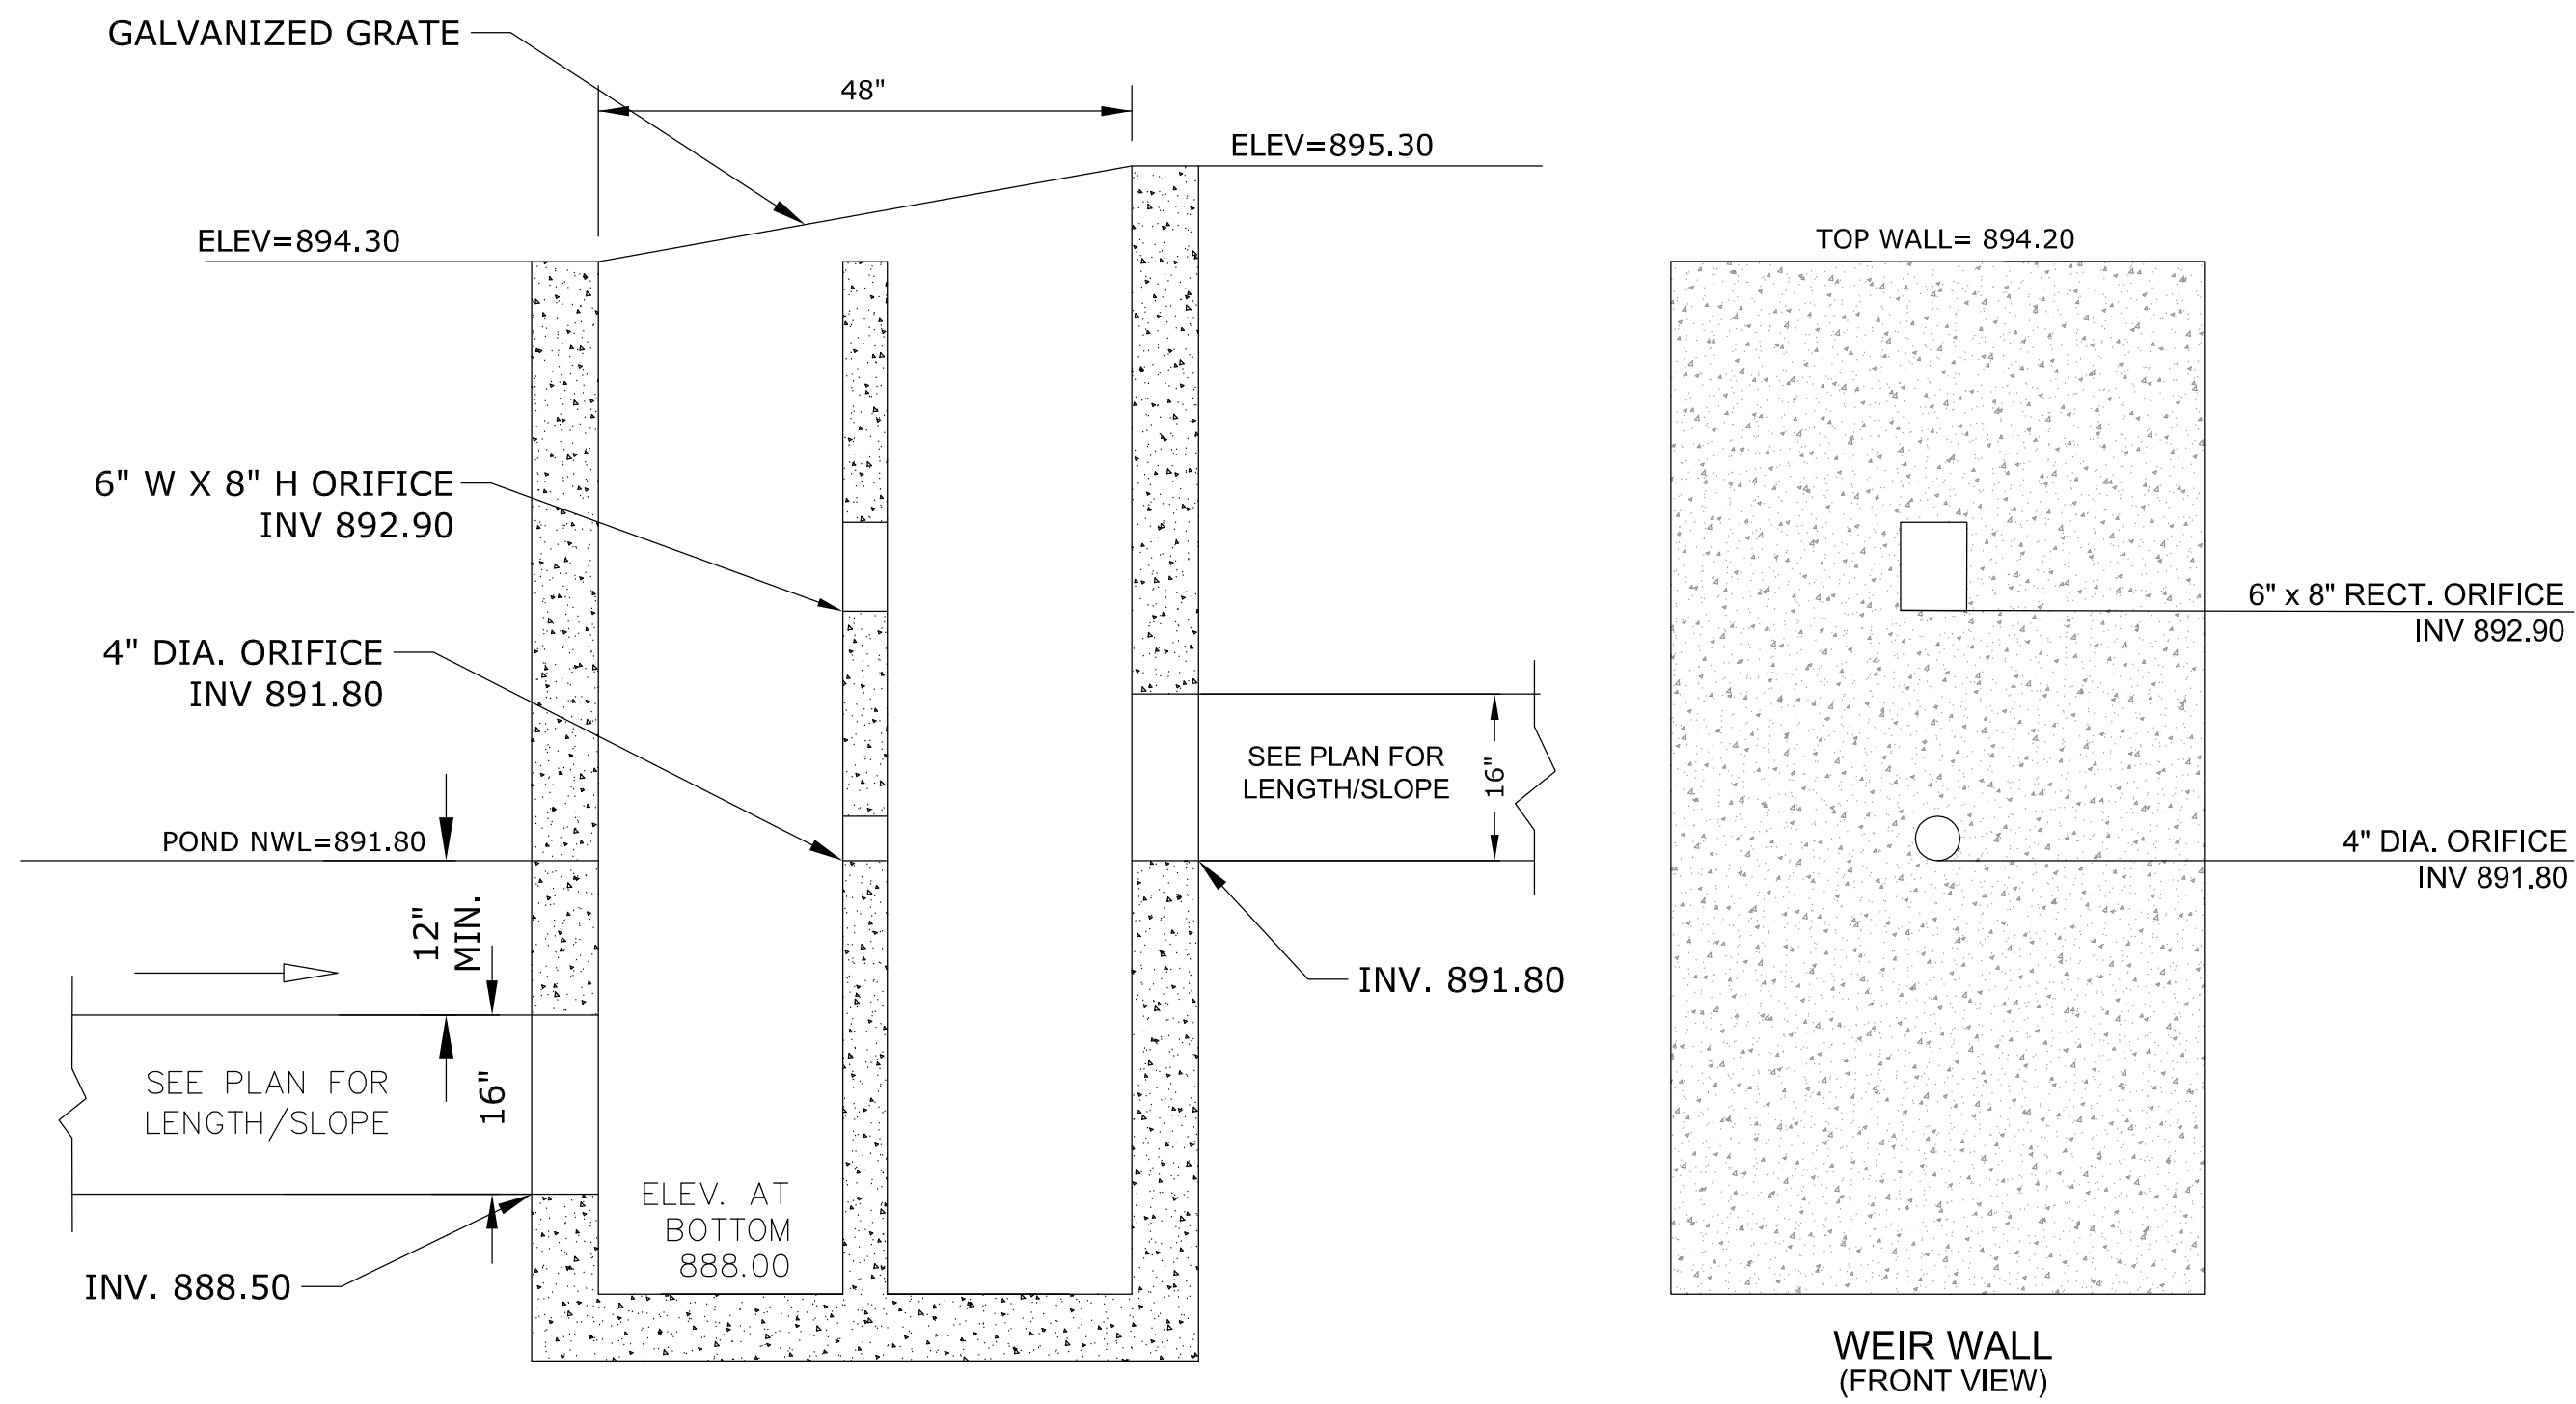 GALVANIZED GRATE
48"
ELEV=895.30
ELEV=894.30
6" W X 8" H ORIFICE
INV 892.90
4" DIA. ORIFICE
INV 891.80
POND NWL=891.80
12"
MIN.
SEE PLAN FOR
LENGTH/SLOPE
16"
INV. 888.50
ELEV. AT
BOTTOM
888.00
SEE PLAN FOR
LENGTH/SLOPE
16"
INV. 891.80
TOP WALL= 894.20
6" x 8" RECT. ORIFICE
INV 892.90
4" DIA. ORIFICE
INV 891.80
WEIR WALL
(FRONT VIEW)